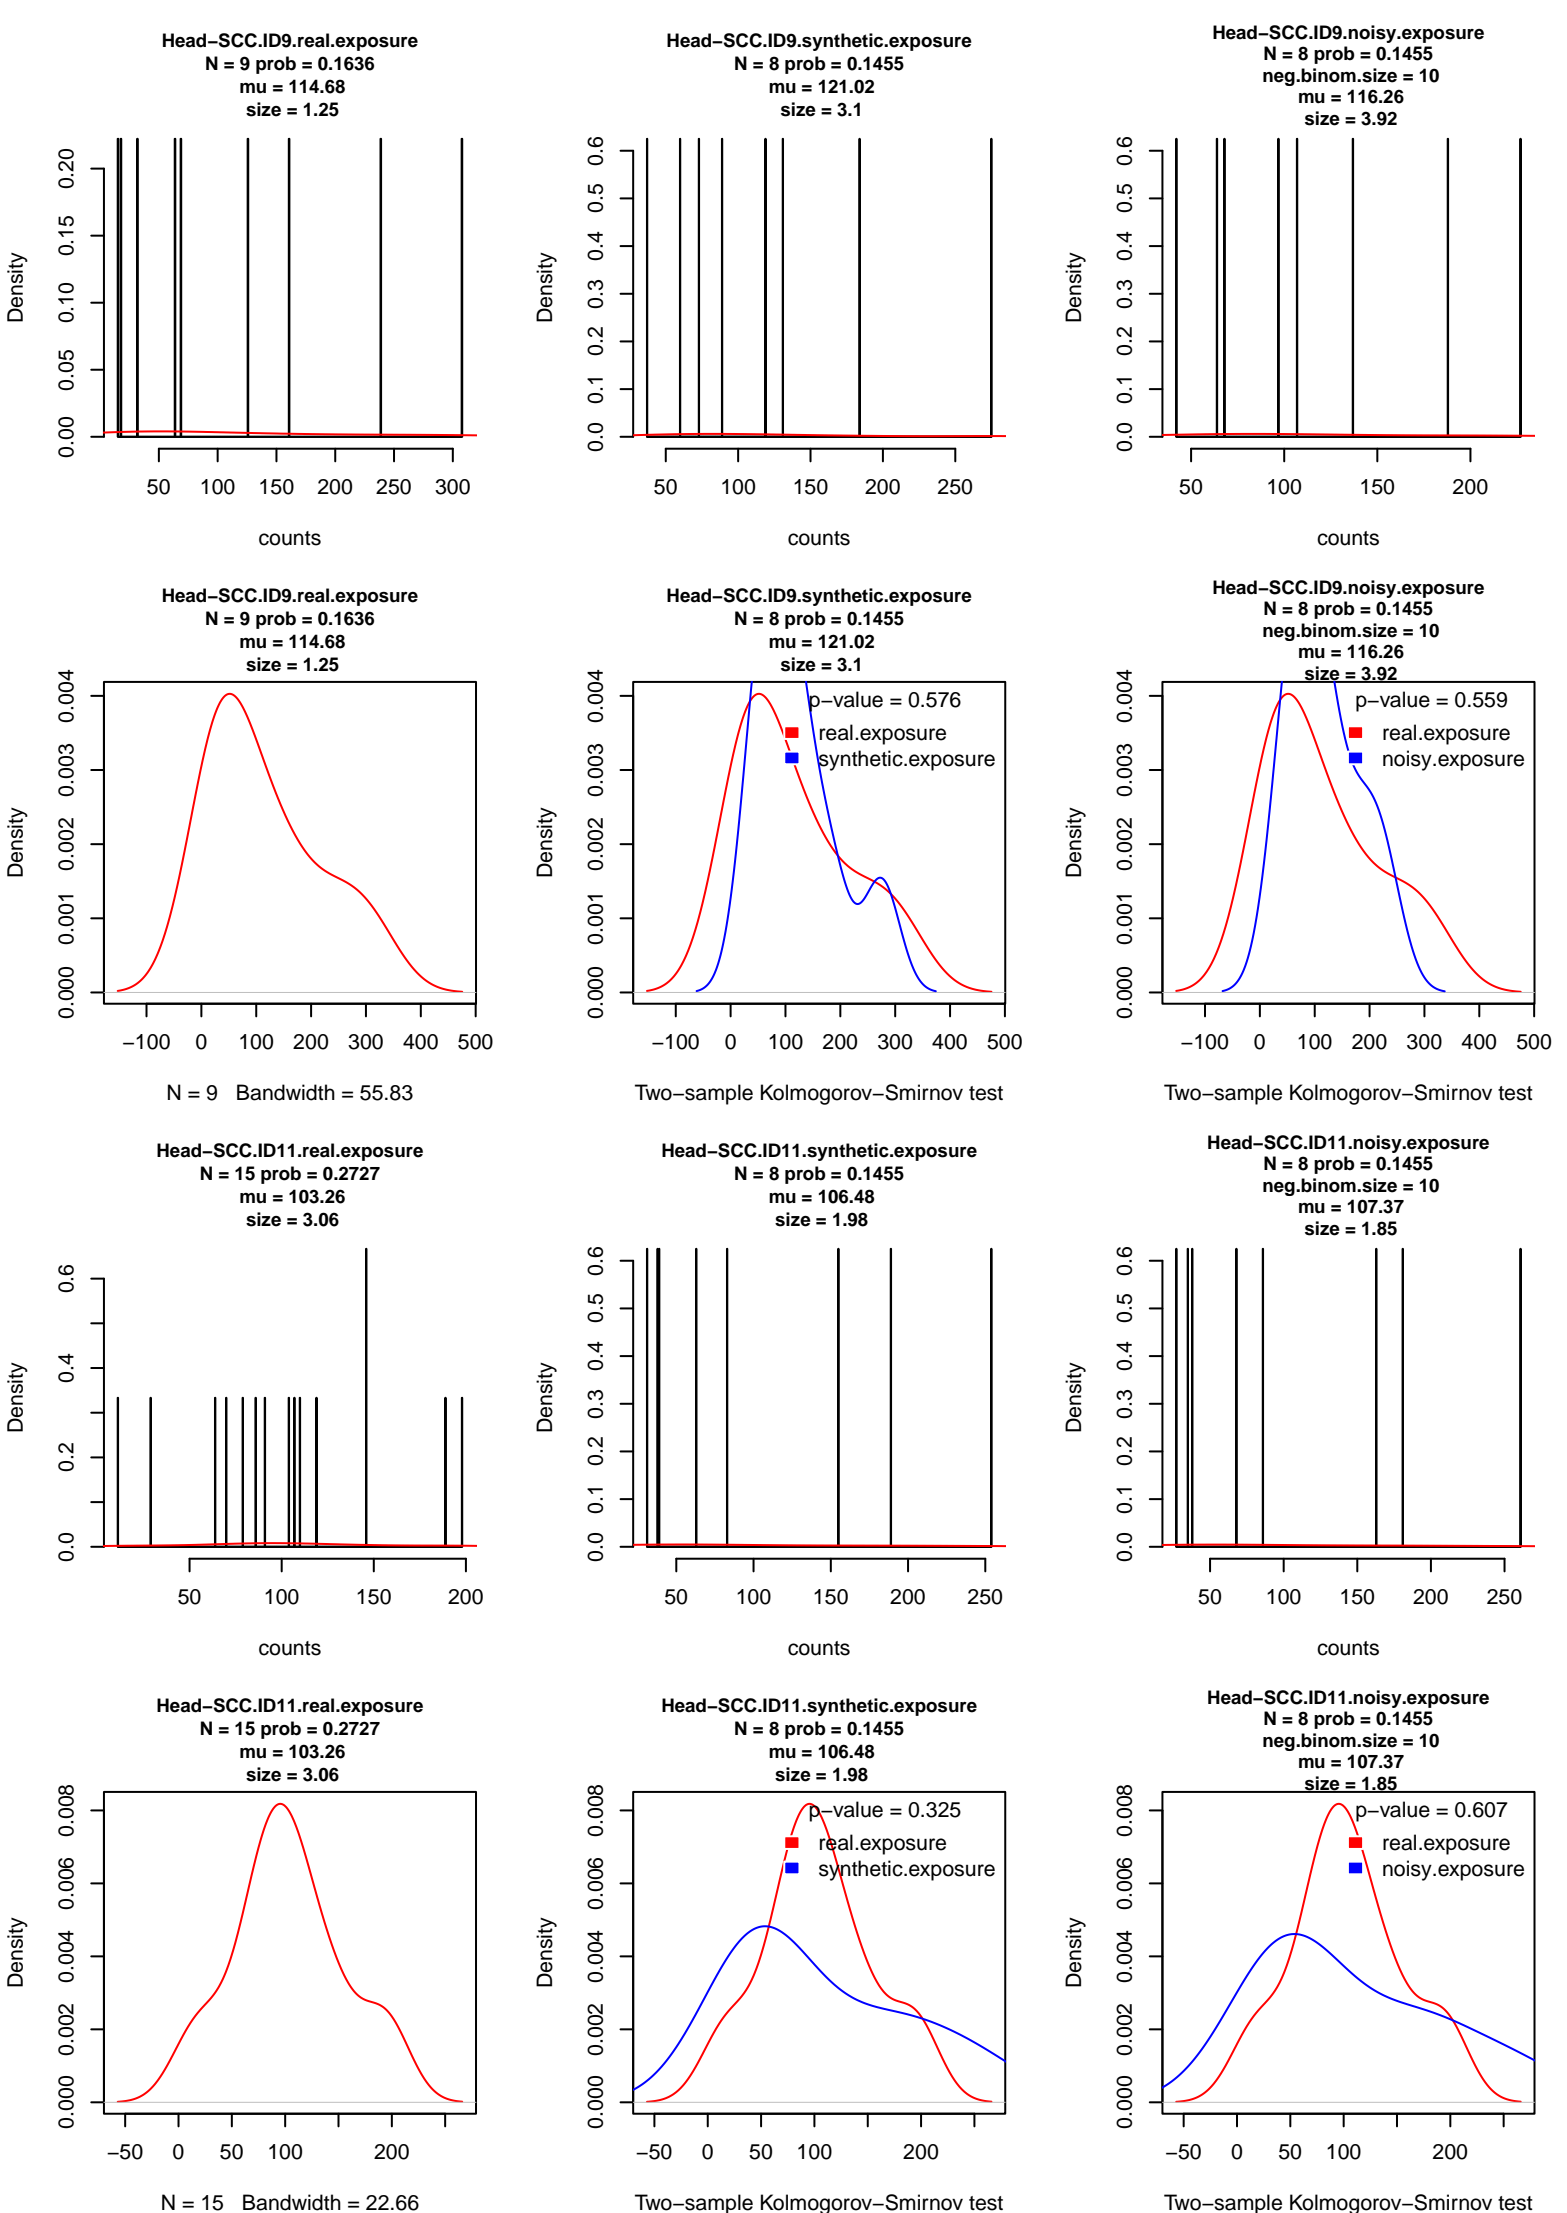 Head−SCC.ID9.real.exposure
N = 9 prob = 0.1636
mu = 114.68
size = 1.25
Density
0.00 0.05 0.10 0.15 0.20
50 100 150 200 250 300
counts
Head−SCC.ID9.synthetic.exposure
N = 8 prob = 0.1455
mu = 121.02
size = 3.1
Density
0.0 0.1 0.2 0.3 0.4 0.5 0.6
50 100 150 200 250
counts
Head−SCC.ID9.noisy.exposure
N = 8 prob = 0.1455
neg.binom.size = 10
mu = 116.26
size = 3.92
Density
0.0 0.1 0.2 0.3 0.4 0.5 0.6
50 100 150 200
counts
Head−SCC.ID9.real.exposure
N = 9 prob = 0.1636
mu = 114.68
size = 1.25
Density
0.000 0.001 0.002 0.003 0.004
−100 0 100 200 300 400 500
N = 9 Bandwidth = 55.83
Head−SCC.ID9.synthetic.exposure
N = 8 prob = 0.1455
mu = 121.02
size = 3.1
p−value = 0.576
real.exposure
synthetic.exposure
Density
0.000 0.001 0.002 0.003 0.004
−100 0 100 200 300 400 500
Two−sample Kolmogorov−Smirnov test
Head−SCC.ID9.noisy.exposure
N = 8 prob = 0.1455
neg.binom.size = 10
mu = 116.26
size = 3.92
p−value = 0.559
real.exposure
noisy.exposure
Density
0.000 0.001 0.002 0.003 0.004
−100 0 100 200 300 400 500
Two−sample Kolmogorov−Smirnov test
Head−SCC.ID11.real.exposure
N = 15 prob = 0.2727
mu = 103.26
size = 3.06
Density
0.0 0.2 0.4 0.6
50 100 150 200
counts
Head−SCC.ID11.synthetic.exposure
N = 8 prob = 0.1455
mu = 106.48
size = 1.98
Density
0.0 0.1 0.2 0.3 0.4 0.5 0.6
50 100 150 200 250
counts
Head−SCC.ID11.noisy.exposure
N = 8 prob = 0.1455
neg.binom.size = 10
mu = 107.37
size = 1.85
Density
0.0 0.1 0.2 0.3 0.4 0.5 0.6
50 100 150 200 250
counts
Head−SCC.ID11.real.exposure
N = 15 prob = 0.2727
mu = 103.26
size = 3.06
Density
0.000 0.002 0.004 0.006 0.008
−50 0 50 100 200
N = 15 Bandwidth = 22.66
Head−SCC.ID11.synthetic.exposure
N = 8 prob = 0.1455
mu = 106.48
size = 1.98
p−value = 0.325
real.exposure
synthetic.exposure
Density
0.000 0.002 0.004 0.006 0.008
−50 0 50 100 200
Two−sample Kolmogorov−Smirnov test
Head−SCC.ID11.noisy.exposure
N = 8 prob = 0.1455
neg.binom.size = 10
mu = 107.37
size = 1.85
p−value = 0.607
real.exposure
noisy.exposure
Density
0.000 0.002 0.004 0.006 0.008
−50 0 50 100 200
Two−sample Kolmogorov−Smirnov test